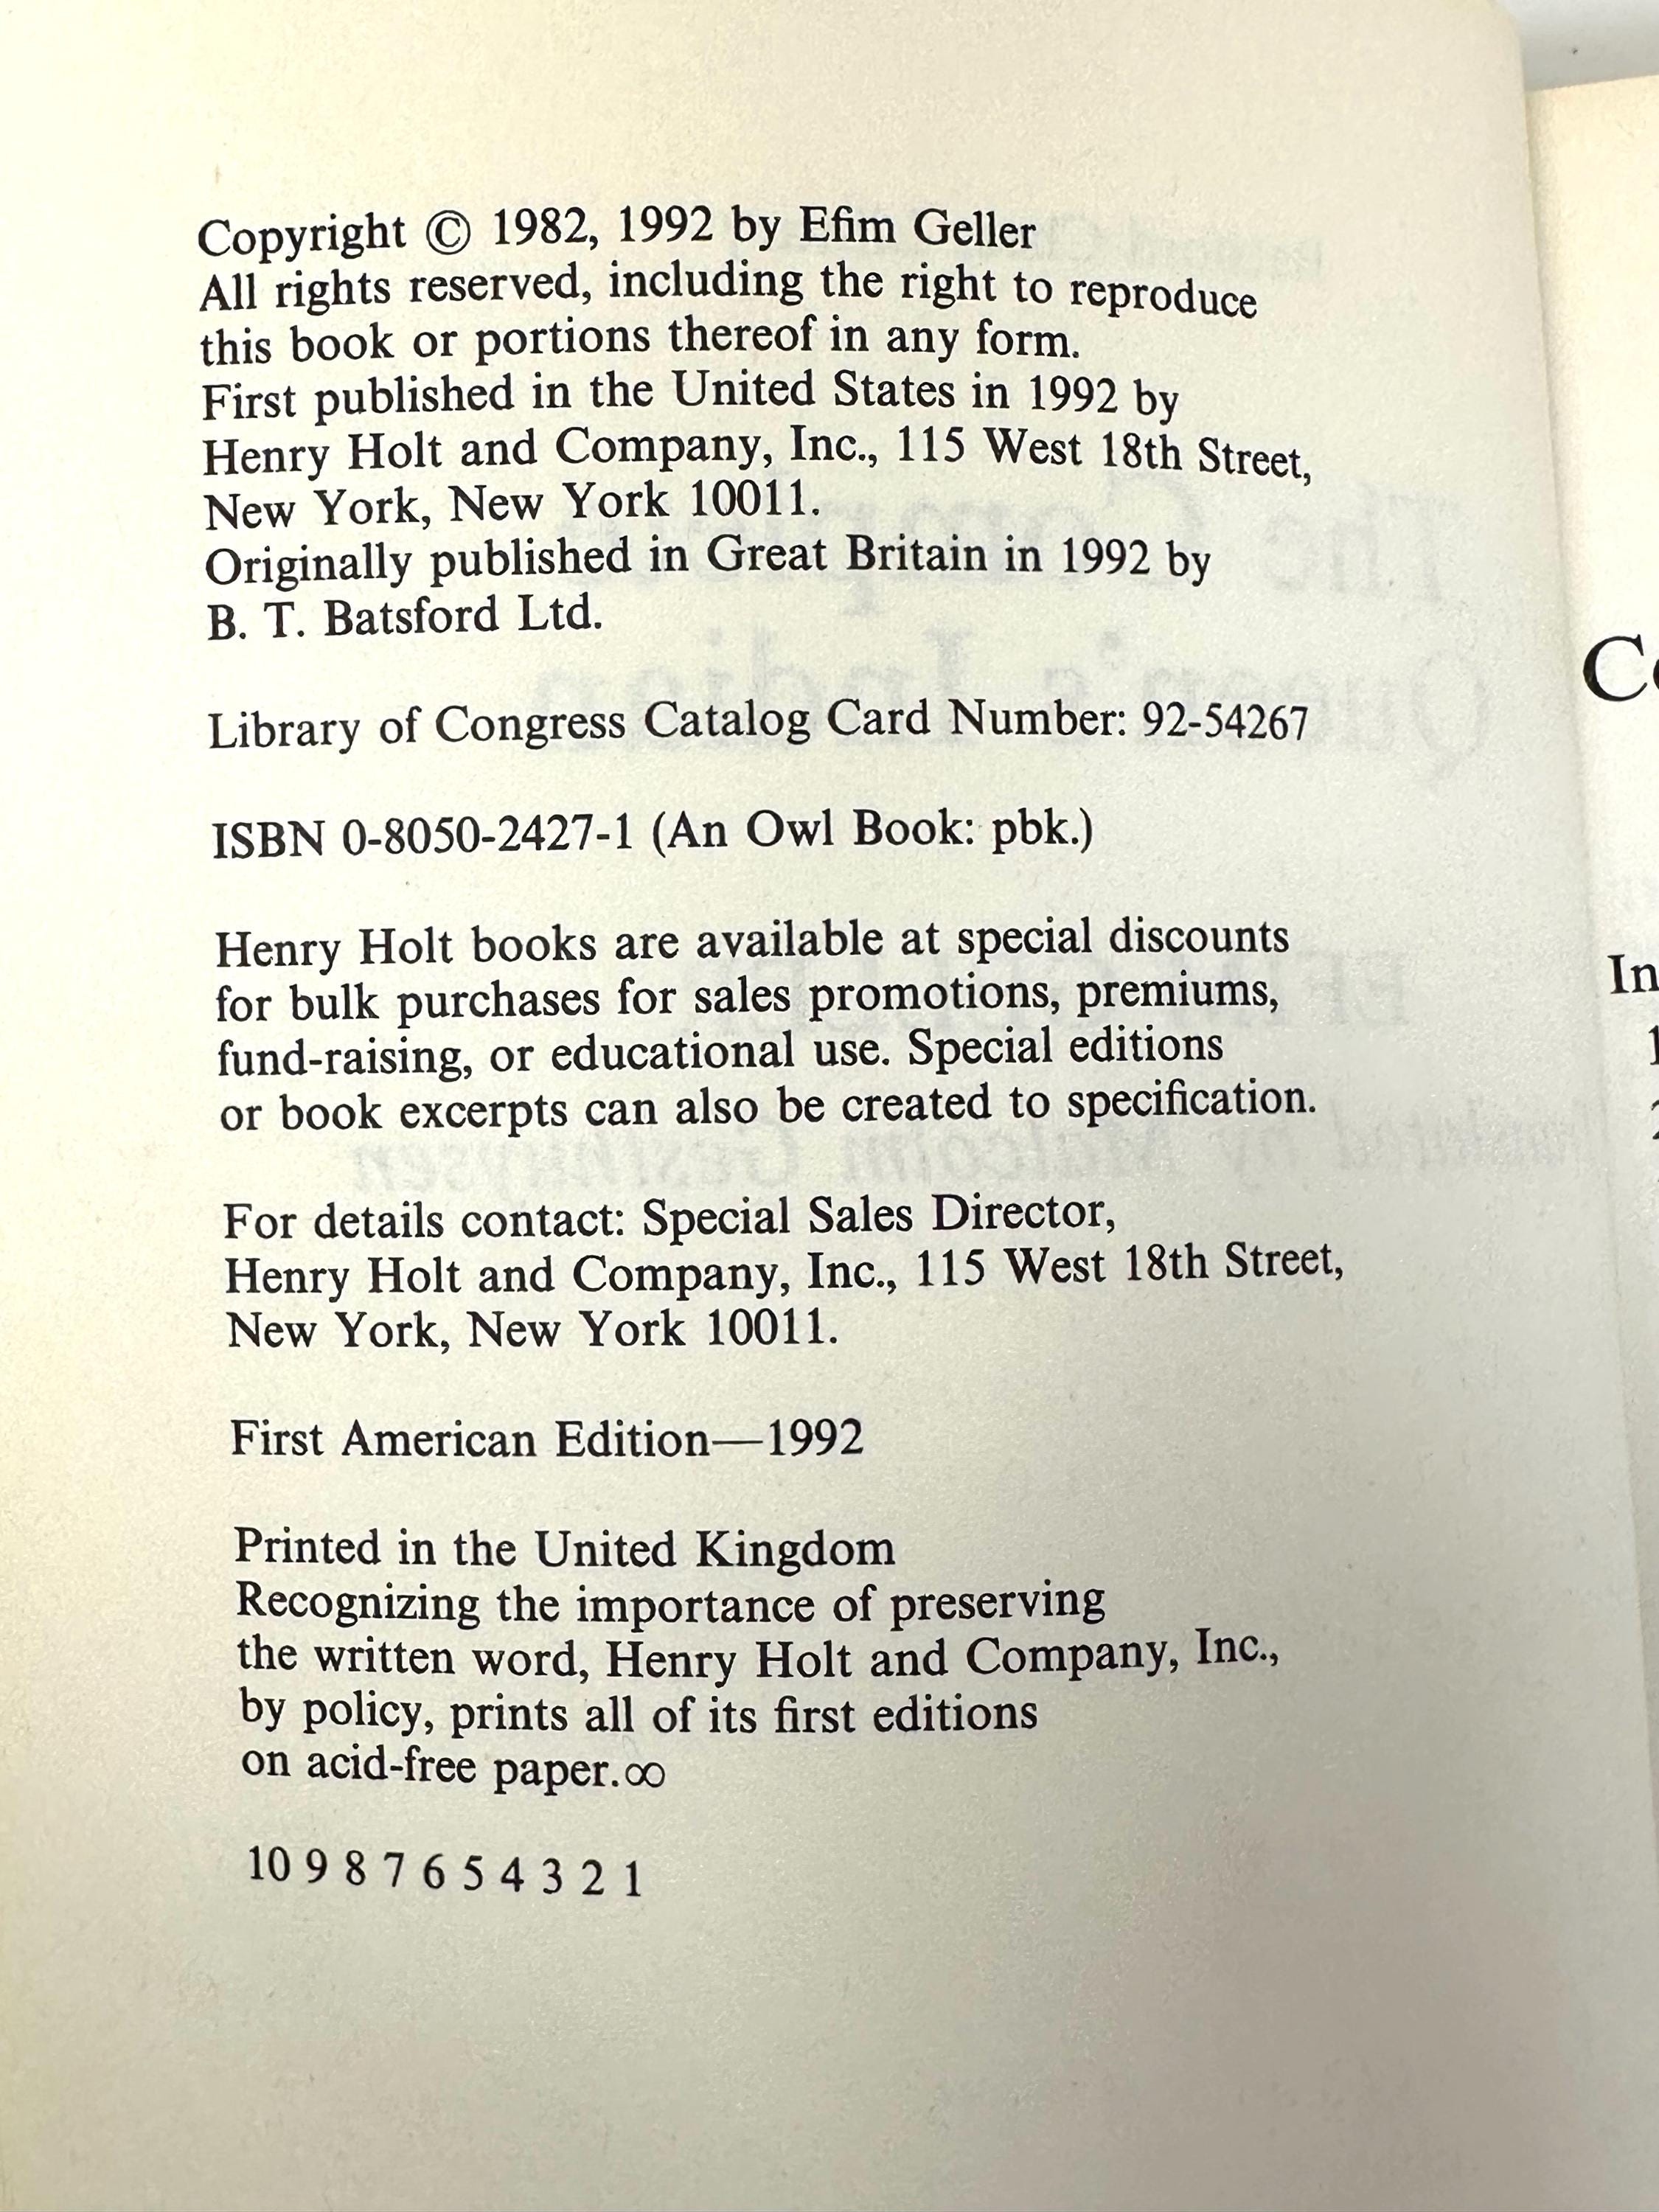 Copyright © 1982, 1992 by Efim Geller
All rights reserved, including the right to reproduce
this book or portions thereof in any form.
First published in the United States in 1992 by
Henry Holt and Company, Inc., 115 West 18th Street,
New York, New York 10011.
Originally published in Great Britain in 1992 by
B. T. Batsford Ltd.
Library of Congress Catalog Card Number: 92-54267
ISBN 0-8050-2427-1 (An Owl Book: pbk.)
Henry Holt books are available at special discounts
for bulk purchases for sales promotions, premiums,
fund-raising, or educational use. Special editions
or book excerpts can also be created to specification.
For details contact: Special Sales Director,
Henry Holt and Company, Inc., 115 West 18th Street,
New York, New York 10011.
First American Edition—1992
Printed in the United Kingdom
Recognizing the importance of preserving
the written word, Henry Holt and Company, Inc.,
by policy, prints all of its first editions
on acid-free paper.∞
10 9 8 7 6 5 4 3 2 1